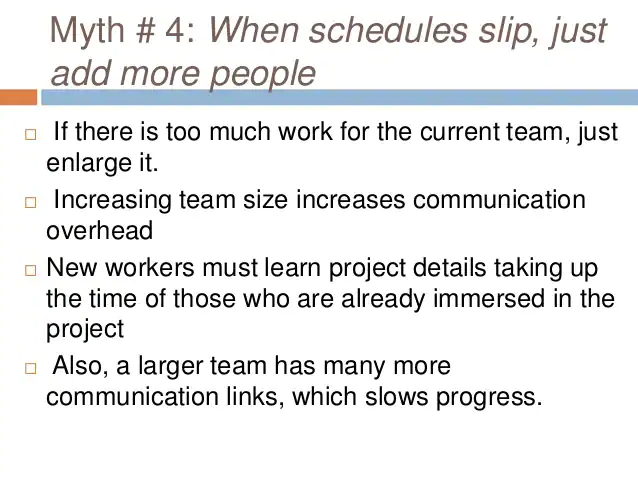 Myth # 4: When schedules slip, just
add more people
If there is too much work for the current team, just
enlarge it.
Increasing team size increases communication
overhead
New workers must learn project details taking up
the time of those who are already immersed in the
project
Also, a larger team has many more
communication links, which slows progress.